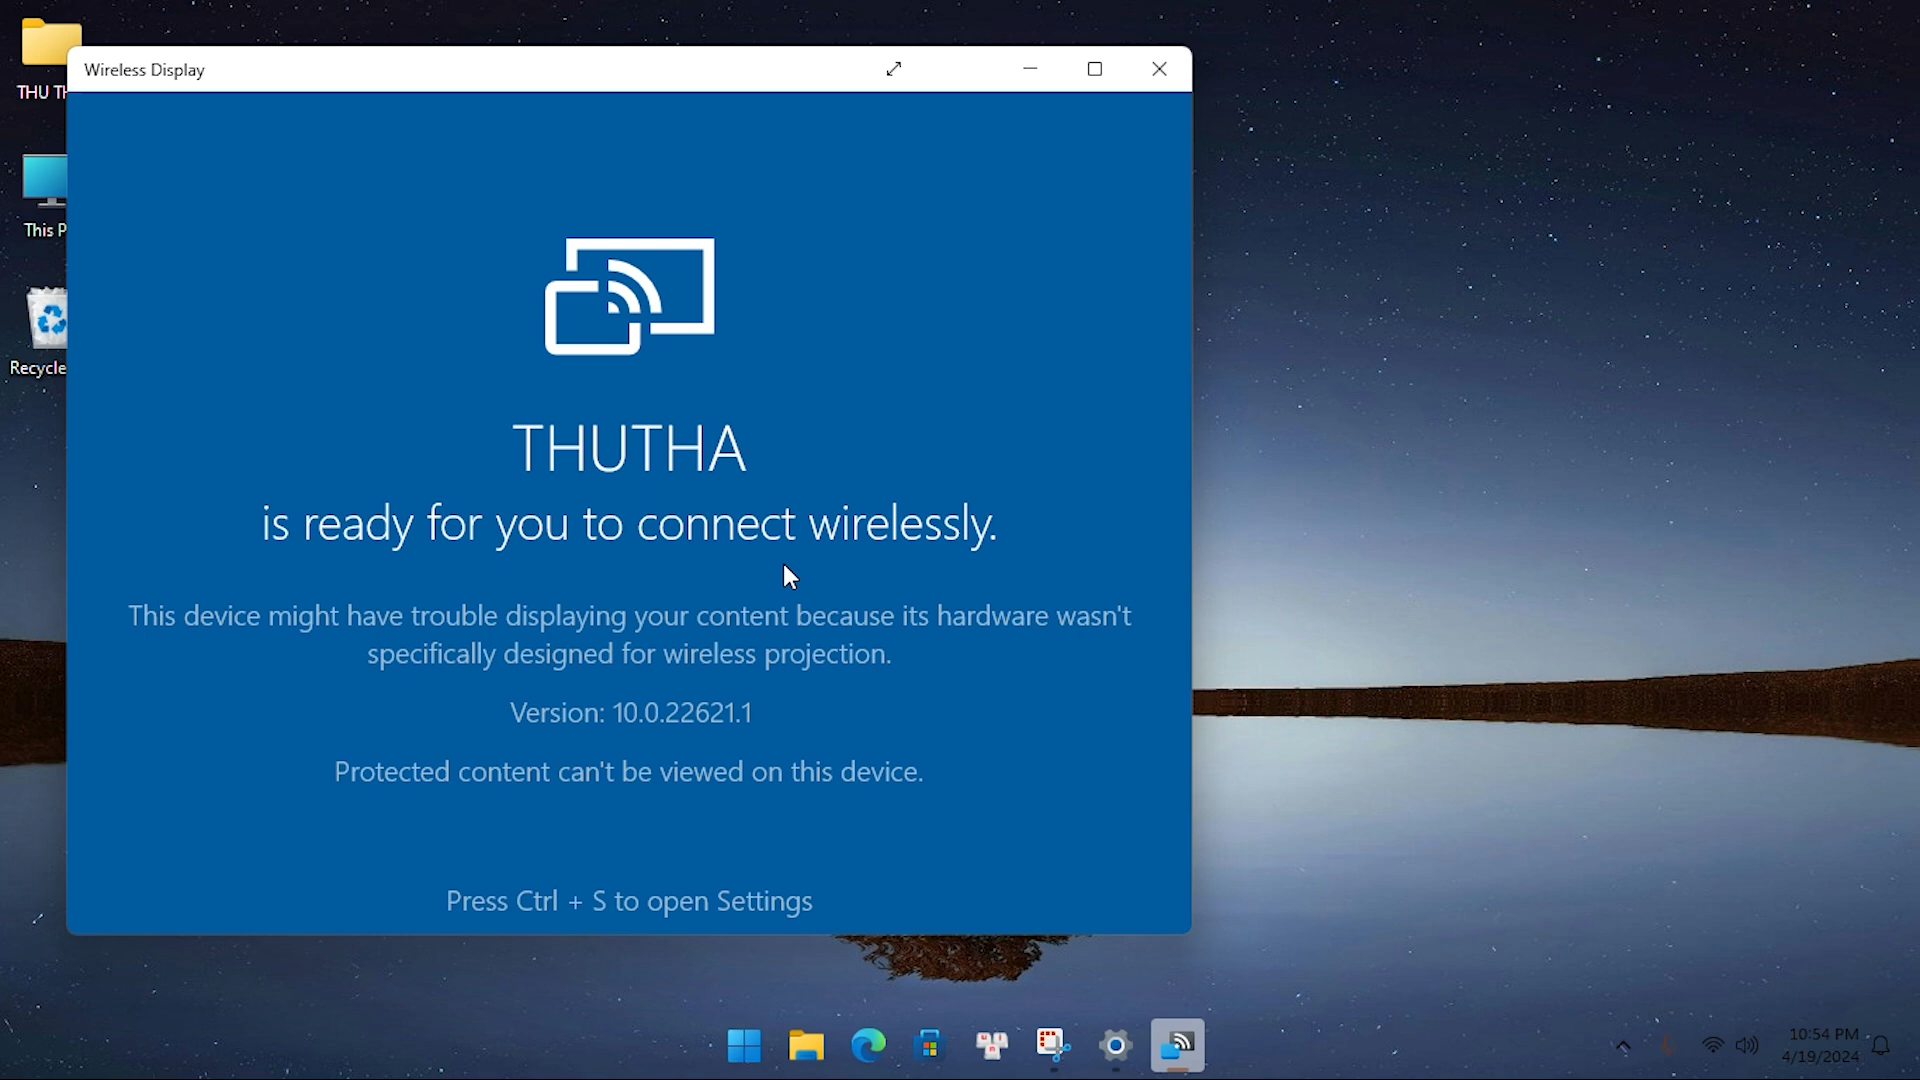 THU TH
Wireless Display
This P
Recycle
THUTHA
is ready for you to connect wirelessly.
This device might have trouble displaying your content because its hardware wasn't
specifically designed for wireless projection.
Version: 10.0.22621.1
Protected content can't be viewed on this device.
Press Ctrl + S to open Settings
10:54 PM
4/19/2024